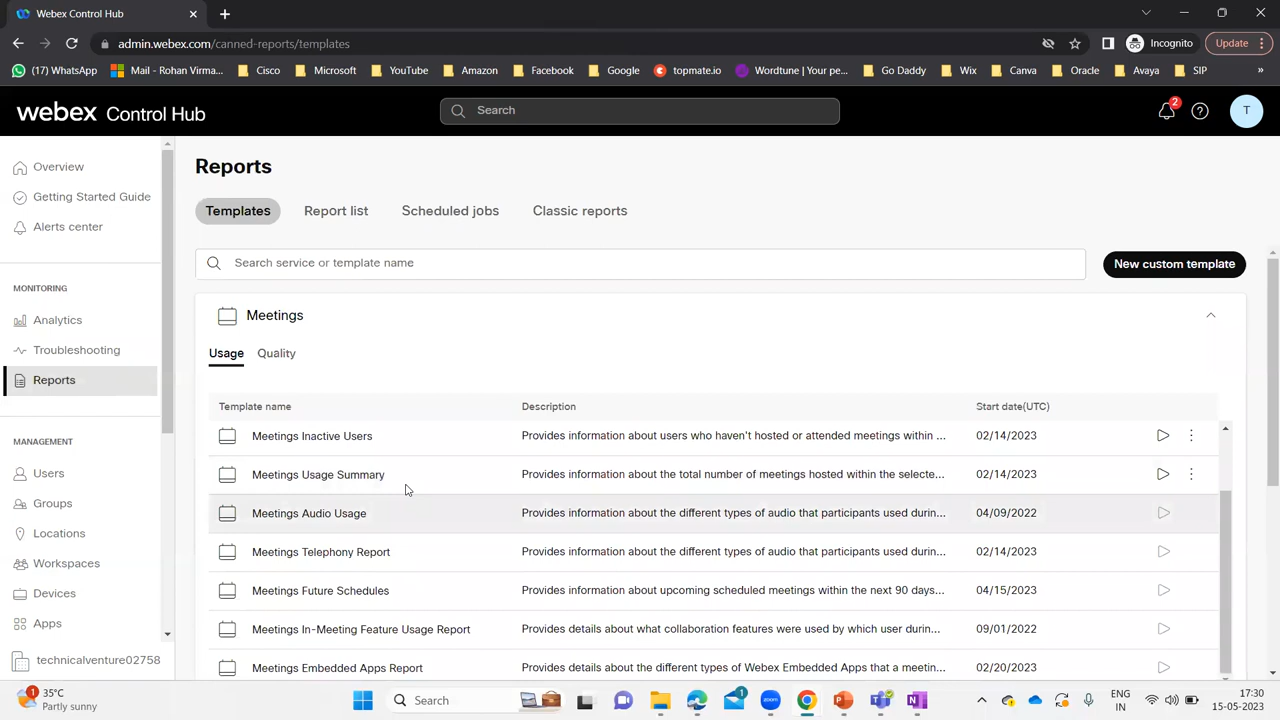 Webex Control Hub
admin.webex.com/canned-reports/templates
Incognito
Update
(17) WhatsApp
Mail - Rohan Virma...
Cisco
Microsoft
YouTube
Amazon
Facebook
Google
topmate.io
Wordtune | Your pe...
Go Daddy
Wix
Canva
Oracle
Avaya
SIP
»
webex Control Hub
Search
2
T
Overview
Getting Started Guide
Alerts center
MONITORING
Analytics
Troubleshooting
Reports
MANAGEMENT
Users
Groups
Locations
Workspaces
Devices
Apps
technicalventure02758
Reports
Templates
Report list
Scheduled jobs
Classic reports
Search service or template name
New custom template
Meetings
Usage
Quality
Template name Description Start date(UTC)
Meetings Inactive Users Provides information about users who haven't hosted or attended meetings within ... 02/14/2023
Meetings Usage Summary Provides information about the total number of meetings hosted within the selecte... 02/14/2023
Meetings Audio Usage Provides information about the different types of audio that participants used durin... 04/09/2022
Meetings Telephony Report Provides information about the different types of audio that participants used durin... 02/14/2023
Meetings Future Schedules Provides information about upcoming scheduled meetings within the next 90 days... 04/15/2023
Meetings In-Meeting Feature Usage Report Provides details about what collaboration features were used by which user durin... 09/01/2022
Meetings Embedded Apps Report Provides details about the different types of Webex Embedded Apps that a meetin... 02/20/2023
1
35°C
Partly sunny
Search
1
zoom
ENG
IN
17:30
15-05-2023